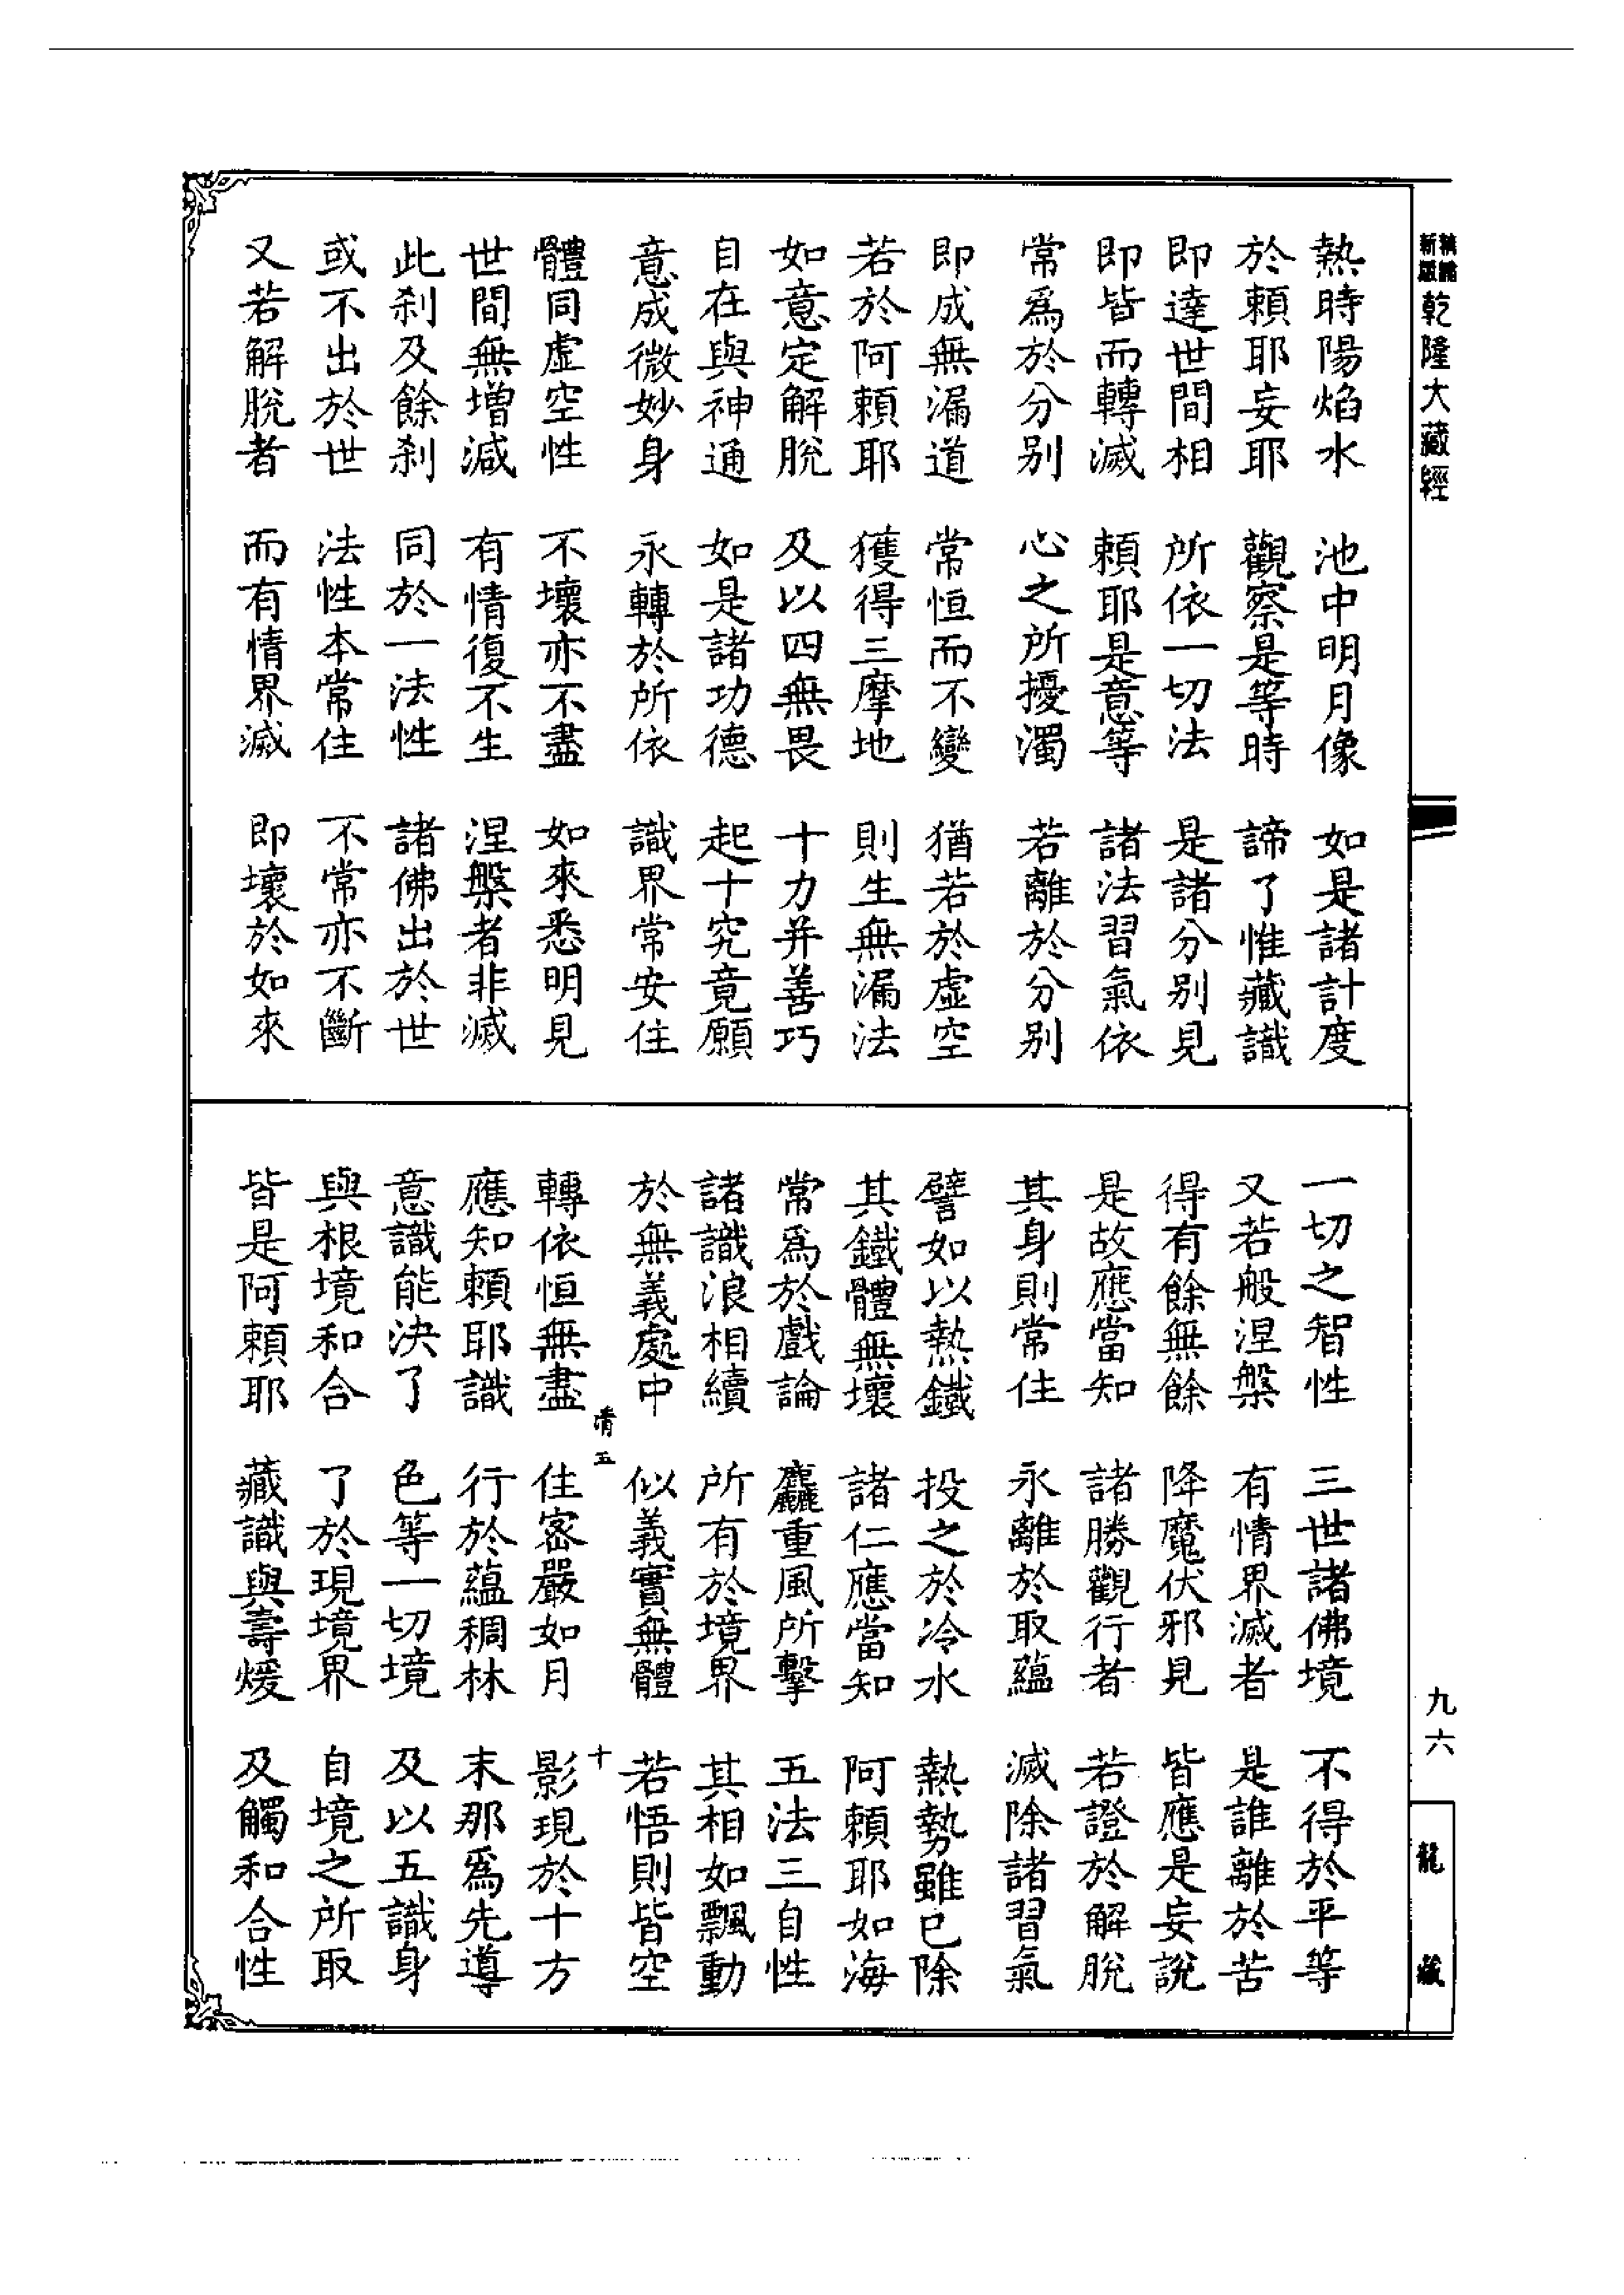 新纂縮 乾隆大藏經
熱時陽焰水　池中明月像　如是諸計度
於賴耶妄耶　觀察是等時　諦了惟藏識
即達世間相　所依一切法　是諸分別見
即皆而轉滅　賴耶是意等　諸法習氣依
常爲於分別　心之所擾濁　若離於分別
即成無漏道　常恒而不變　猶若於虛空
若於阿賴耶　獲得三摩地　則生無漏法
如意定解脫　及以四無畏　十力并善巧
自在與神通　如是諸功德　起十究竟願
意成微妙身　永轉於所依　識界常安住
體同虛空性　不壞亦不盡　如來悉明見
世間無增減　有情復不生　涅槃者非滅
此刹及餘刹　同於一法性　諸佛出於世
或不出於世　法性本常住　不常亦不斷
又若解脫者　而有情界滅　即壞於如來
一切之智性　三世諸佛境　不得於平等
又若般涅槃　有情界滅者　是誰離於苦
得有餘無餘　降魔伏邪見　皆應是妄說
是故應當知　諸勝觀行者　若證於解脫
其身則常住　永離於取蘊　滅除諸習氣
譬如以熱鐵　投之於冷水　熱勢雖已除
其鐵體無壞　諸仁應當知　阿賴耶如海
常爲於戲論　麤重風所擊　五法三自性
諸識浪相續　所有於境界　其相如飄動
於無義處中　似義實無體　若悟則皆空
五　十
轉依恒無盡　住密嚴如月　影現於十方
應知賴耶識　行於蘊稠林　末那爲先導
意識能決了　色等一切境　及以五識身
與根境和合　了於現境界　自境之所取
皆是阿賴耶　藏識與壽煖　及觸和合性
九六
龍藏